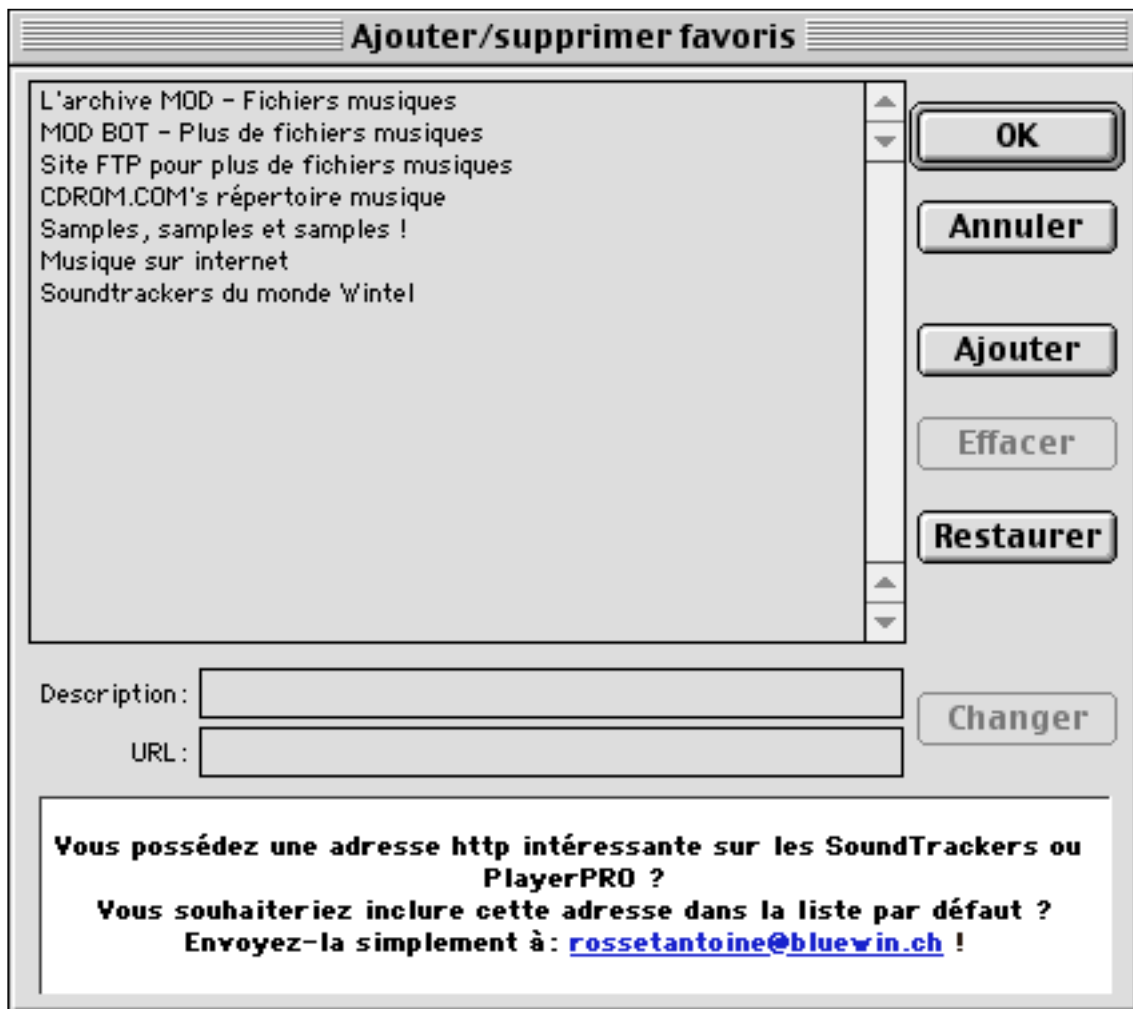 Ajouter/supprimer favoris
L'archive MOD - Fichiers musiques
MOD BOT - Plus de fichiers musiques
Site FTP pour plus de fichiers musiques
CDROM.COM's répertoire musique
Samples, samples et samples !
Musique sur internet
Soundtrackers du monde Wintel
OK
Annuler
Ajouter
Effacer
Restaurer
Description:
URL:
Changer
Vous possédez une adresse http intéressante sur les SoundTrackers ou
PlayerPRO ?
Vous souhaiteriez inclure cette adresse dans la liste par défaut ?
Envoyez-la simplement à: rossetantoine@bluewin.ch !